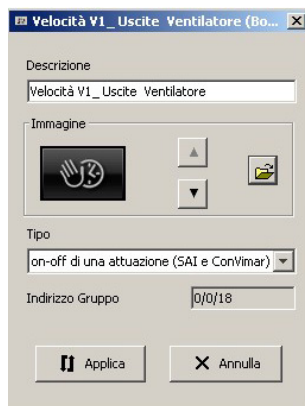 Velocità V1_ Uscite Ventilatore (Bo...
Descrizione
Velocità V1_ Uscite Ventilatore
Immagine
Tipo
on-off di una attuazione (SAI e ConVimar)
Indirizzo Gruppo
0/0/18
Applica
Annulla